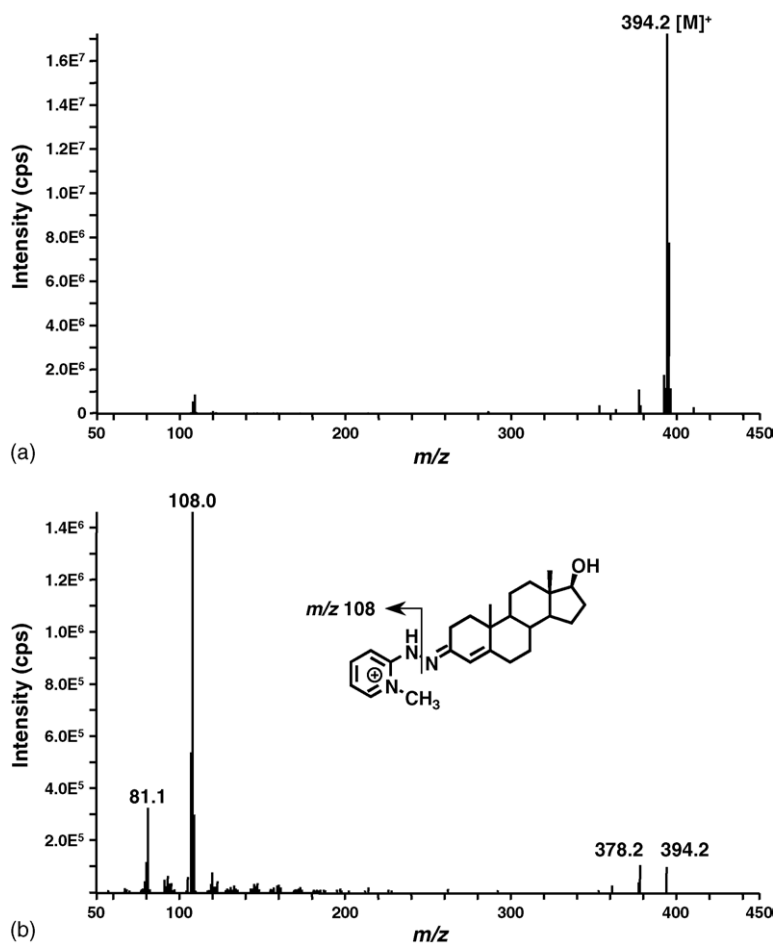 394.2 [M]⁺
1.6E⁷
1.4E⁷
1.2E⁷
1.0E⁷
8.0E⁶
6.0E⁶
4.0E⁶
2.0E⁶
0
Intensity (cps)
50 100 200 300 400 450
m/z
(a)
108.0
1.4E⁶
1.2E⁶
1.0E⁶
8.0E⁵
6.0E⁵
4.0E⁵
2.0E⁵
Intensity (cps)
OH
m/z 108
H
N
N
N
+
CH₃
81.1
378.2 394.2
50 100 200 300 400 450
m/z
(b)